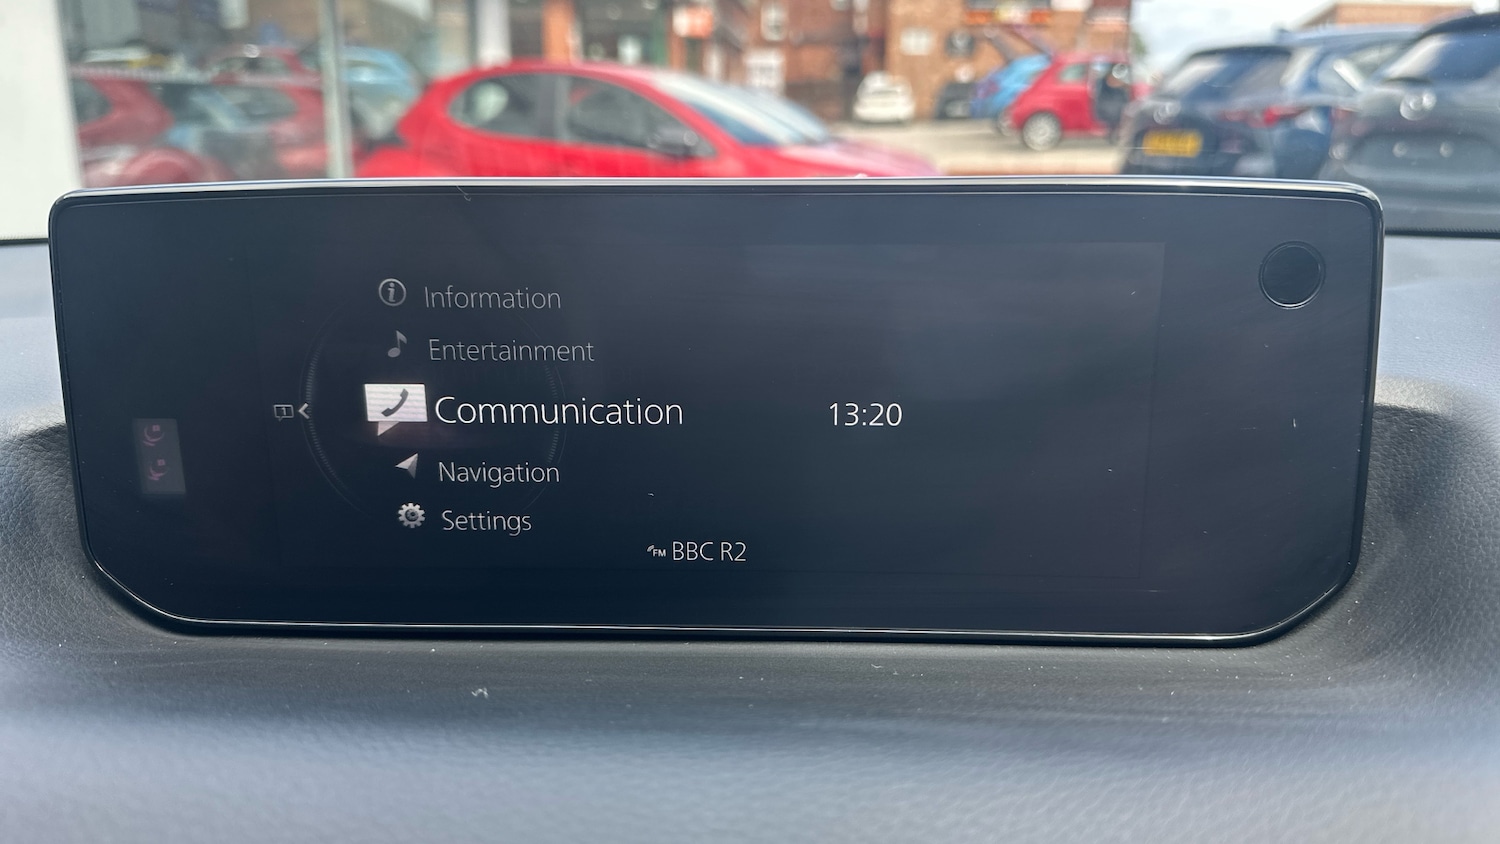 Information
Entertainment
Communication
13:20
Navigation
Settings
FM BBC R2